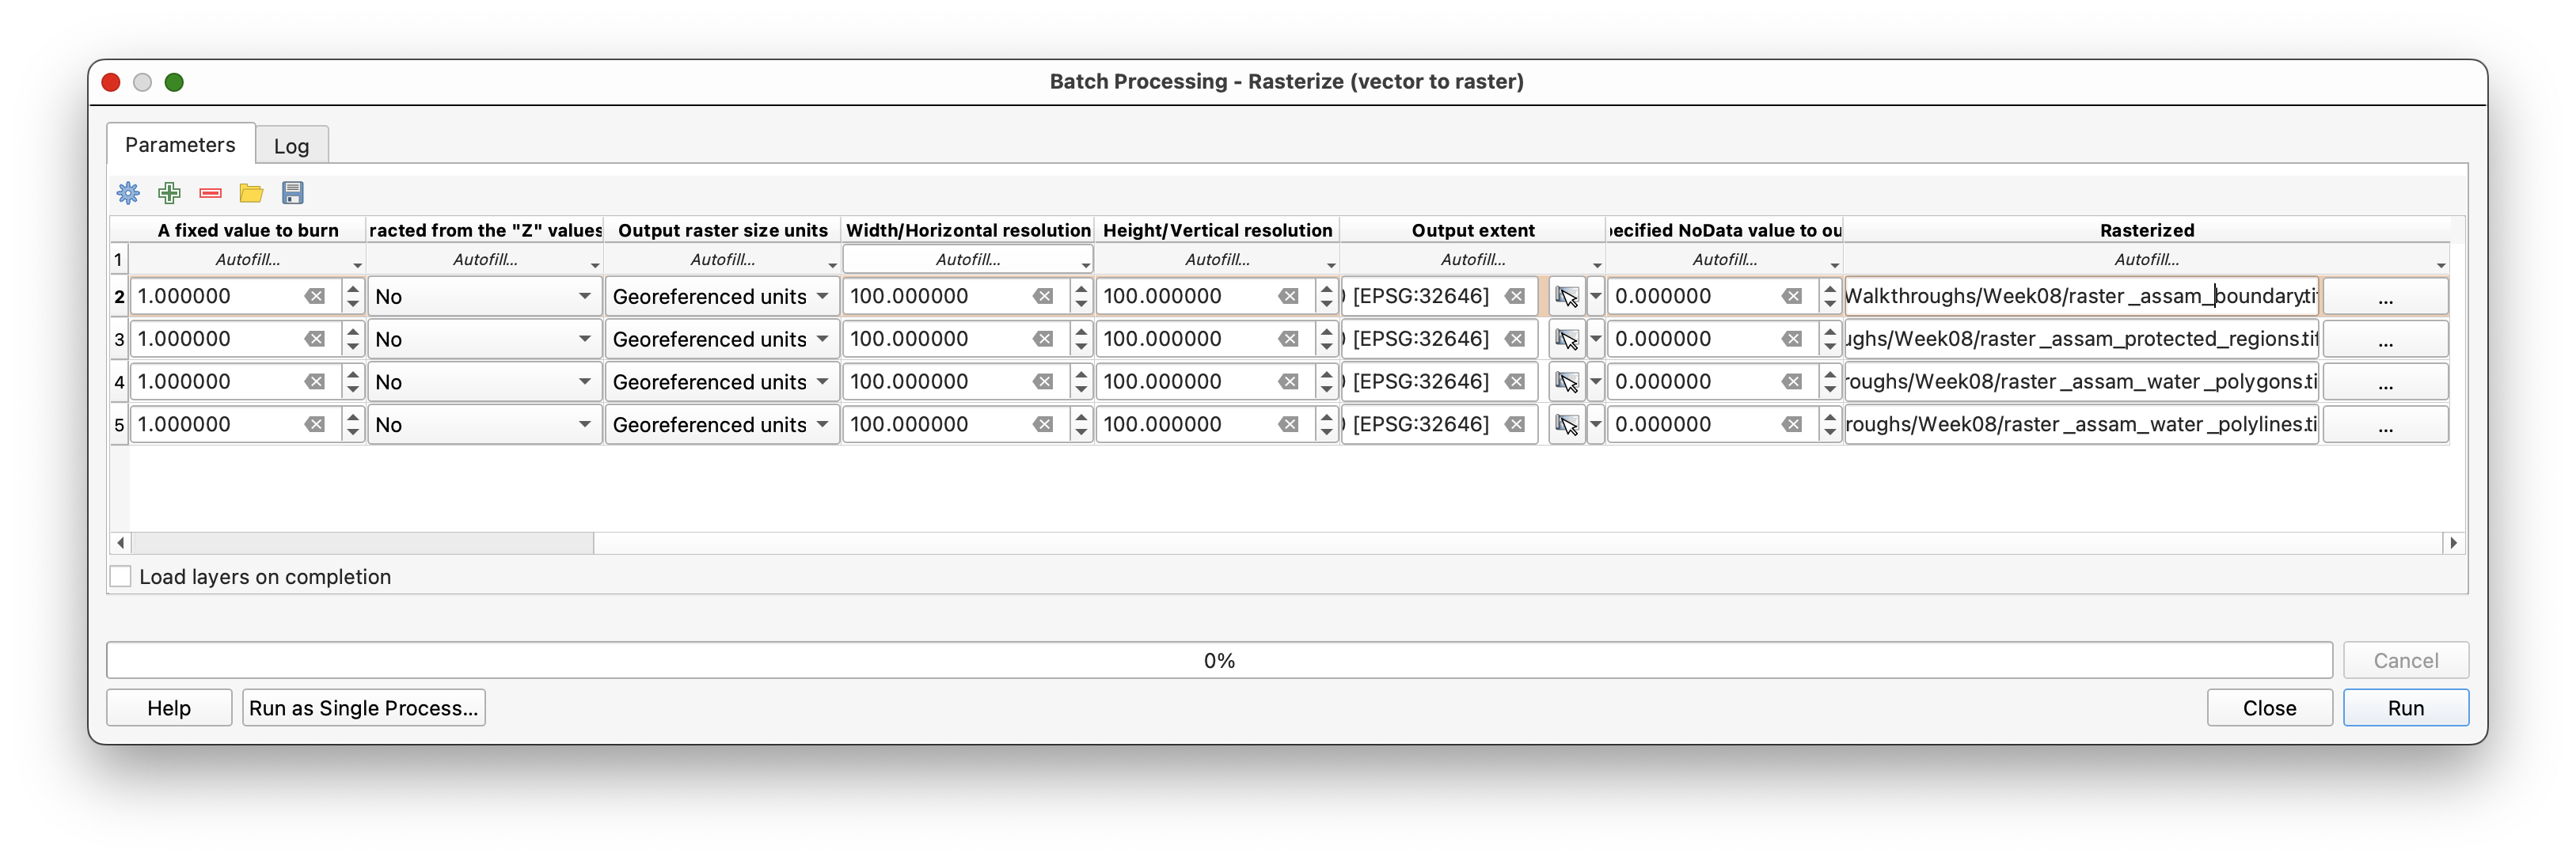 Batch Processing - Rasterize (vector to raster)
Parameters Log
A fixed value to burn racted from the "Z" values Output raster size units Width/Horizontal resolution Height/Vertical resolution Output extent ecified NoData value to ou Rasterized
1 Autofill... Autofill... Autofill... Autofill... Autofill... Autofill... Autofill... Autofill...
2 1.000000 No Georeferenced units 100.000000 100.000000 ) [EPSG:32646] 0.000000 Walkthroughs/Week08/raster_assam_boundary.ti ...
3 1.000000 No Georeferenced units 100.000000 100.000000 ) [EPSG:32646] 0.000000 ughs/Week08/raster_assam_protected_regions.tif ...
4 1.000000 No Georeferenced units 100.000000 100.000000 ) [EPSG:32646] 0.000000 roughs/Week08/raster_assam_water_polygons.ti ...
5 1.000000 No Georeferenced units 100.000000 100.000000 ) [EPSG:32646] 0.000000 roughs/Week08/raster_assam_water_polylines.ti ...
Load layers on completion
0% Cancel
Help Run as Single Process... Close Run